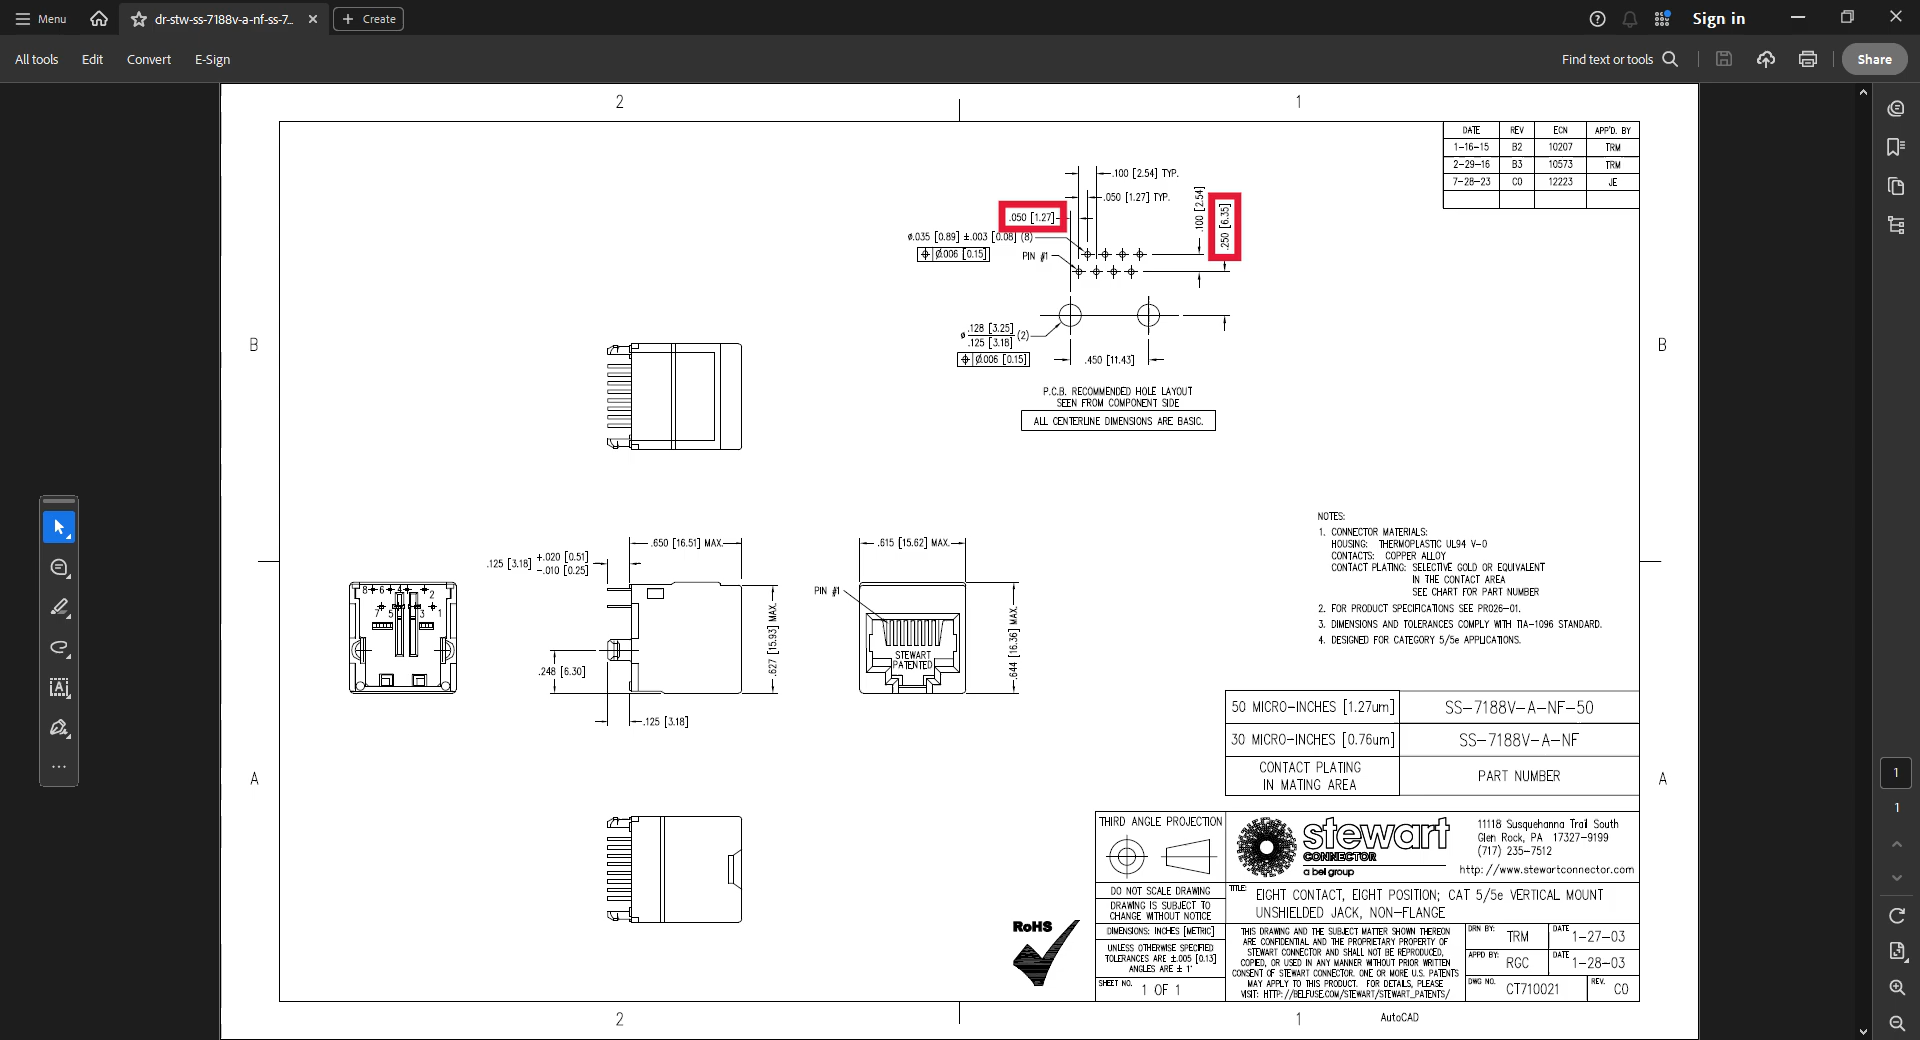 Menu
dr-stw-ss-7188v-a-nf-ss-7...
Create
Sign in
All tools
Edit
Convert
E-Sign
Find text or tools
Share
2
1
DATE REV ECN APP'D. BY
1-16-15 B2 10207 TRM
2-29-16 B3 10573 TRM
7-28-23 C0 12223 JE
.100 [2.54] TYP.
.050 [1.27] TYP.
.050 [1.27]
.100 [2.54]
.250 [6.35]
ø.035 [0.89] ±.003 [0.08] (8)
Ø.006 [0.15]
PIN #1
ø .128 [3.25]
.125 [3.18] (2)
Ø.006 [0.15]
.450 [11.43]
P.C.B. RECOMMENDED HOLE LAYOUT
SEEN FROM COMPONENT SIDE
ALL CENTERLINE DIMENSIONS ARE BASIC.
B
B
NOTES:
1. CONNECTOR MATERIALS:
HOUSING: THERMOPLASTIC UL94 V-0
CONTACTS: COPPER ALLOY
CONTACT PLATING: SELECTIVE GOLD OR EQUIVALENT
IN THE CONTACT AREA
SEE CHART FOR PART NUMBER
2. FOR PRODUCT SPECIFICATIONS SEE PR026-01.
3. DIMENSIONS AND TOLERANCES COMPLY WITH TIA-1096 STANDARD.
4. DESIGNED FOR CATEGORY 5/5e APPLICATIONS.
.650 [16.51] MAX.
.125 [3.18] +.020 [0.51]
-.010 [0.25]
.615 [15.62] MAX.
PIN #1
8 6 4 2
7 5 3 1
.627 [15.93] MAX.
.644 [16.36] MAX.
STEWART
PATENTED
.248 [6.30]
.125 [3.18]
50 MICRO-INCHES [1.27um] SS-7188V-A-NF-50
30 MICRO-INCHES [0.76um] SS-7188V-A-NF
CONTACT PLATING
IN MATING AREA
PART NUMBER
A
A
1
1
THIRD ANGLE PROJECTION
stewart
CONNECTOR
a bel group
11118 Susquehanna Trail South
Glen Rock, PA 17327-9199
(717) 235-7512
http://www.stewartconnector.com
DO NOT SCALE DRAWING
DRAWING IS SUBJECT TO
CHANGE WITHOUT NOTICE
DIMENSIONS: INCHES [METRIC]
UNLESS OTHERWISE SPECIFIED
TOLERANCES ARE ±.005 [0.13]
ANGLES ARE ± 1°
SHEET NO. 1 OF 1
TITLE: EIGHT CONTACT, EIGHT POSITION; CAT 5/5e VERTICAL MOUNT
UNSHIELDED JACK, NON-FLANGE
THIS DRAWING AND THE SUBJECT MATTER SHOWN THEREON
ARE CONFIDENTIAL AND THE PROPRIETARY PROPERTY OF
STEWART CONNECTOR AND SHALL NOT BE REPRODUCED,
COPIED, OR USED IN ANY MANNER WITHOUT PRIOR WRITTEN
CONSENT OF STEWART CONNECTOR. ONE OR MORE U.S. PATENTS
MAY APPLY TO THIS PRODUCT. FOR DETAILS, PLEASE
VISIT: HTTP://BELFUSE.COM/STEWART/STEWART_PATENTS/
DRN BY: TRM DATE 1-27-03
APPD BY: RGC DATE 1-28-03
DWG NO. CT710021 REV. C0
RoHS
2
1
AutoCAD